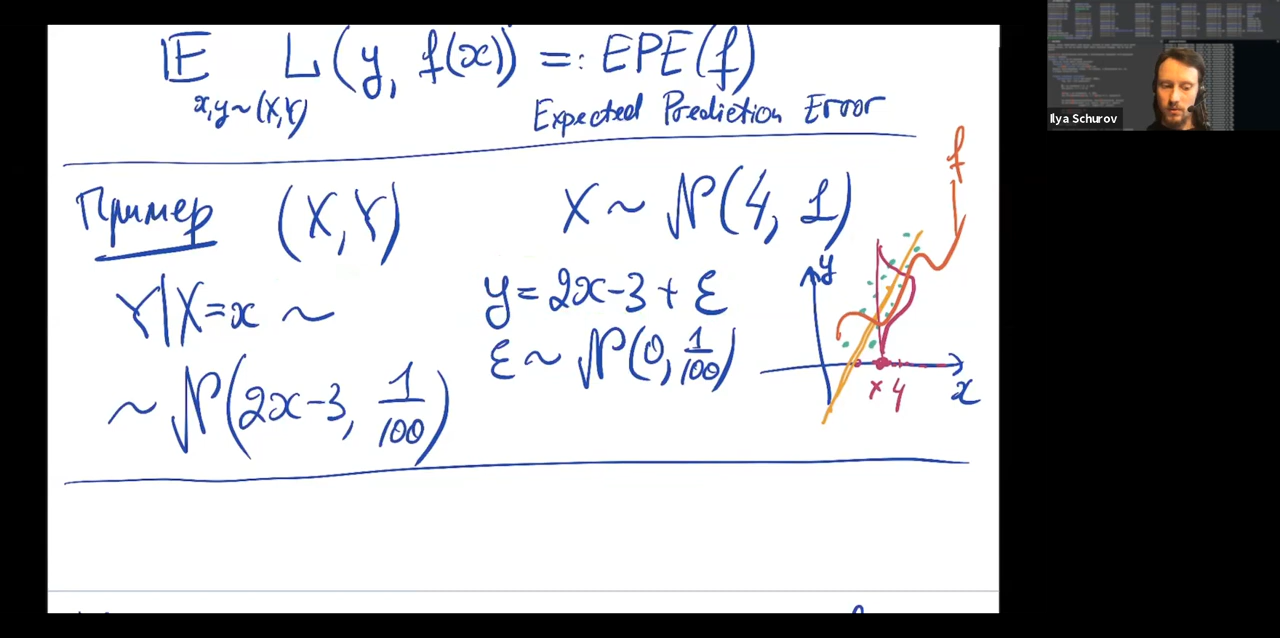 𝔼 L(y, f(x)) =: EPE(f)
x,y~(X,Y) Expected Prediction Error
Пример (X,Y) X ~ N(4, 1)
Y|X=x ~ y = 2x-3 + ε
~ N(2x-3, 1/100) ε ~ N(0, 1/100)
f
y
x 4 x
Ilya Schurov